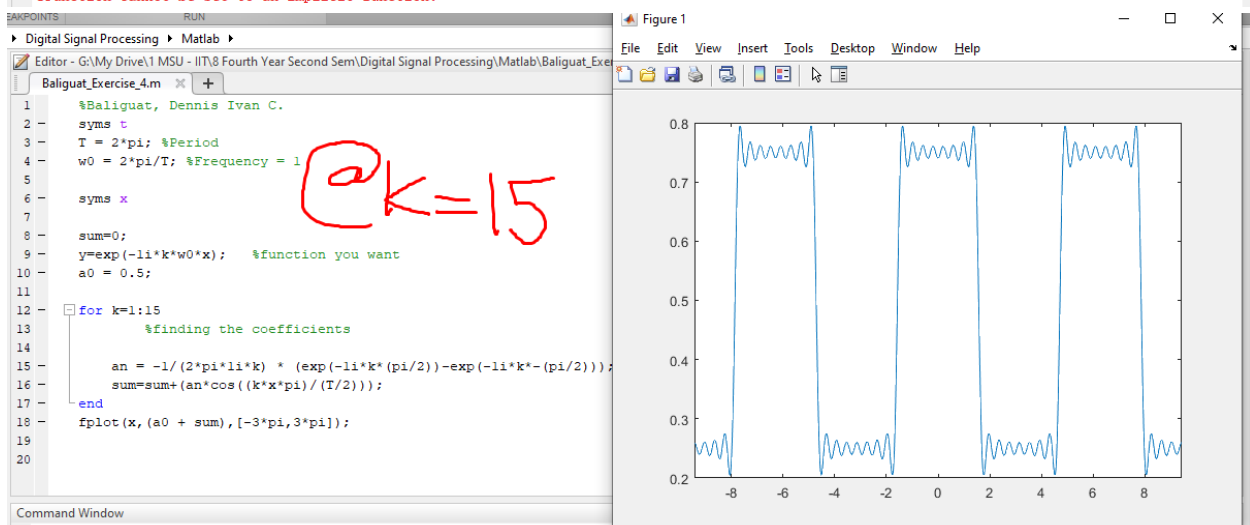 EAKPOINTS RUN
Digital Signal Processing Matlab
Editor - G:\My Drive\1 MSU - IIT\8 Fourth Year Second Sem\Digital Signal Processing\Matlab\Baliguat_Exer
Baliguat_Exercise_4.m
1 %Baliguat, Dennis Ivan C.
2 - syms t
3 - T = 2*pi; %Period
4 - w0 = 2*pi/T; %Frequency = 1
5
6 - syms x
7
8 - sum=0;
9 - y=exp(-1i*k*w0*x); %function you want
10 - a0 = 0.5;
11
12 - for k=1:15
13 %finding the coefficients
14
15 - an = -1/(2*pi*1i*k) * (exp(-1i*k*(pi/2))-exp(-1i*k*-(pi/2)));
16 - sum=sum+(an*cos((k*x*pi)/(T/2)));
17 - end
18 - fplot(x,(a0 + sum),[-3*pi,3*pi]);
19
20
Command Window
@k=15
Figure 1
File Edit View Insert Tools Desktop Window Help
0.8
0.7
0.6
0.5
0.4
0.3
0.2
-8 -6 -4 -2 0 2 4 6 8